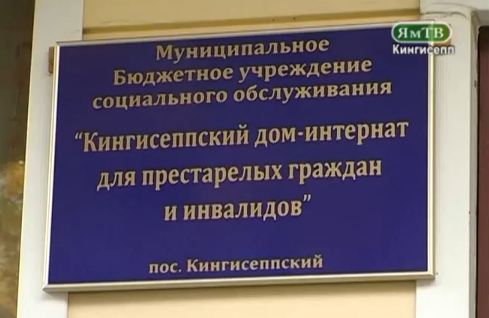 ЯмТВ
Кингисепп
Муниципальное
Бюджетное учреждение
социального обслуживания
“Кингисеппский дом-интернат
для престарелых граждан
и инвалидов”
пос. Кингисеппский